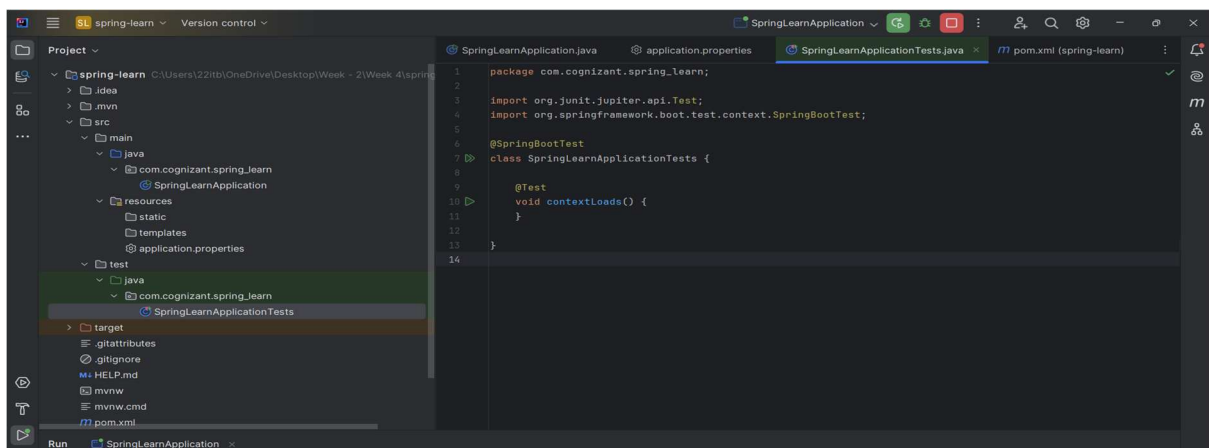 SL spring-learn Version control SpringLearnApplication
Project
SpringLearnApplication.java application.properties SpringLearnApplicationTests.java pom.xml (spring-learn)
spring-learn C:\Users\22itb\OneDrive\Desktop\Week - 2\Week 4\spring
.idea
.mvn
src
main
java
com.cognizant.spring_learn
SpringLearnApplication
resources
static
templates
application.properties
test
java
com.cognizant.spring_learn
SpringLearnApplicationTests
target
.gitattributes
.gitignore
M↓ HELP.md
mvnw
mvnw.cmd
m pom.xml
1 package com.cognizant.spring_learn;
2
3 import org.junit.jupiter.api.Test;
4 import org.springframework.boot.test.context.SpringBootTest;
5
6 @SpringBootTest
7 class SpringLearnApplicationTests {
8
9 @Test
10 void contextLoads() {
11 }
12
13 }
14
Run SpringLearnApplication